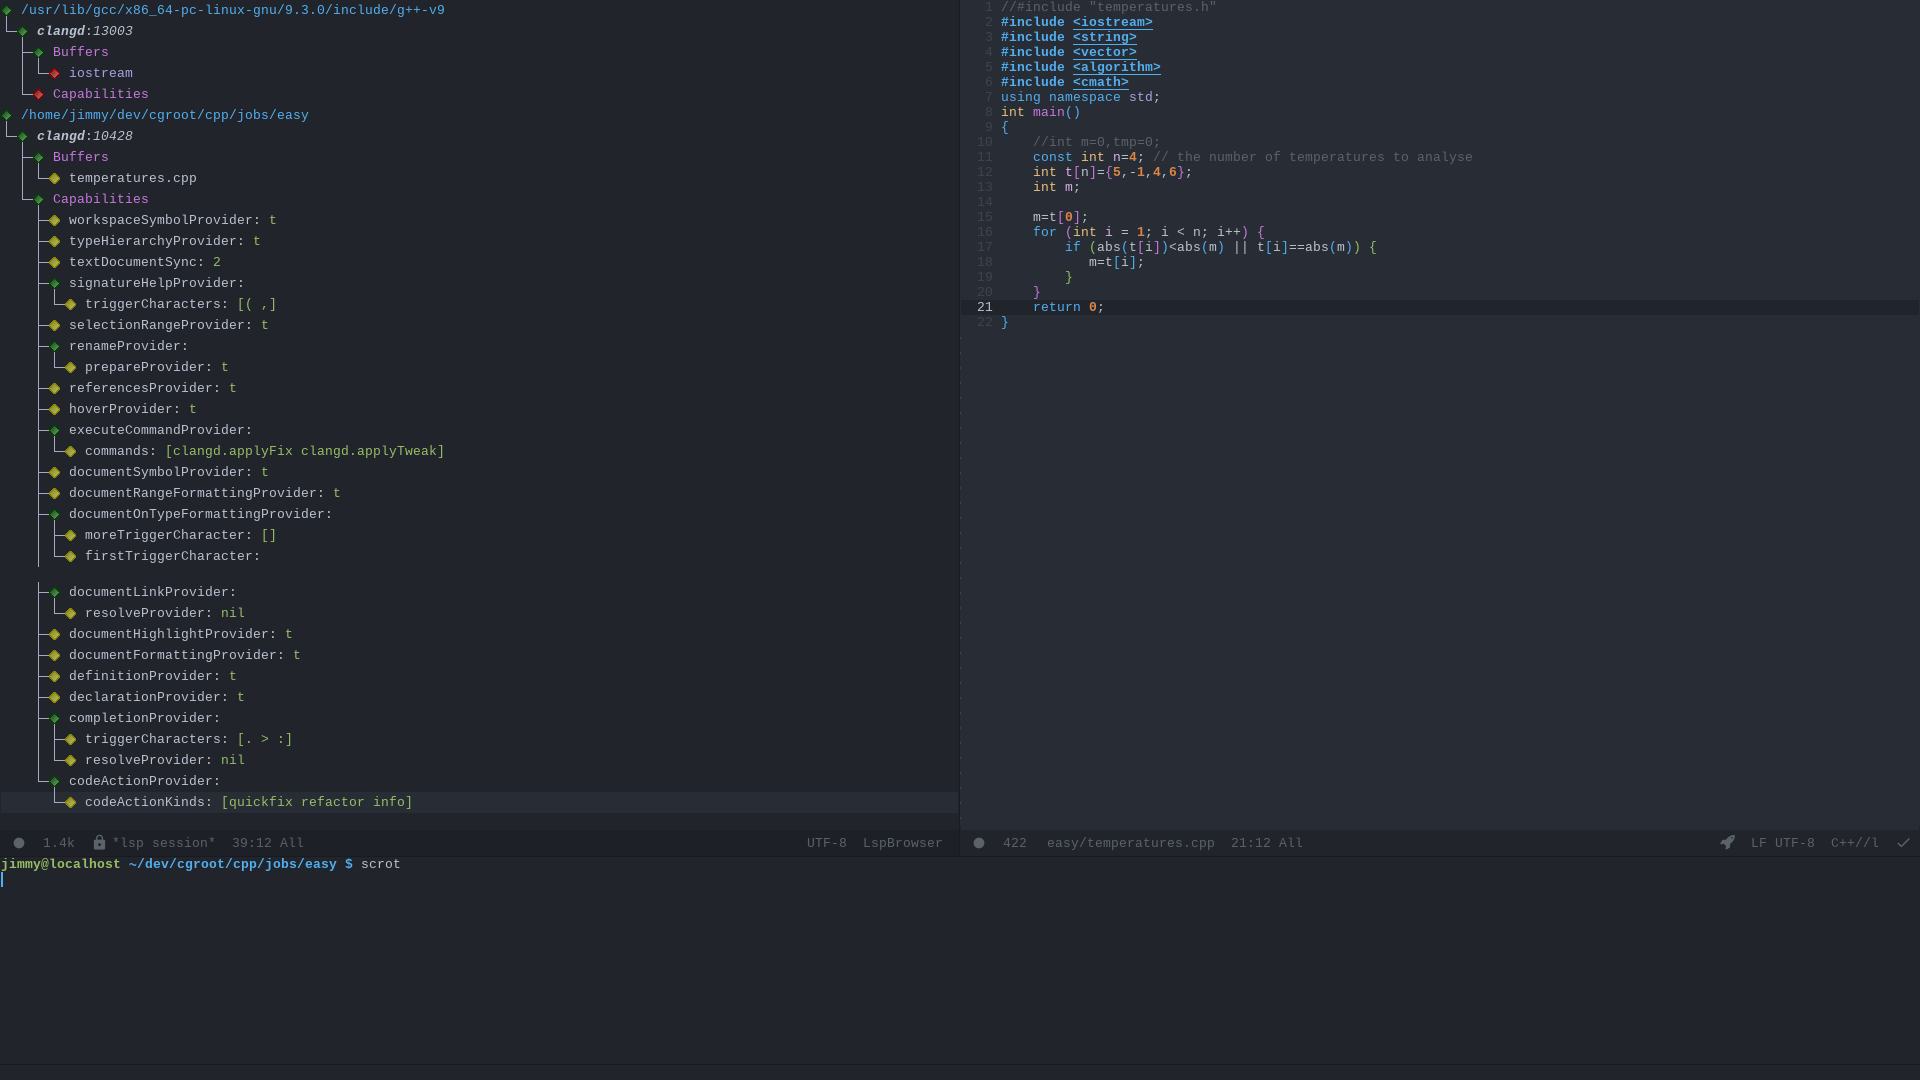 /usr/lib/gcc/x86_64-pc-linux-gnu/9.3.0/include/g++-v9
clangd:13003
Buffers
iostream
Capabilities
/home/jimmy/dev/cgroot/cpp/jobs/easy
clangd:10428
Buffers
temperatures.cpp
Capabilities
workspaceSymbolProvider: t
typeHierarchyProvider: t
textDocumentSync: 2
signatureHelpProvider:
triggerCharacters: [( ,]
selectionRangeProvider: t
renameProvider:
prepareProvider: t
referencesProvider: t
hoverProvider: t
executeCommandProvider:
commands: [clangd.applyFix clangd.applyTweak]
documentSymbolProvider: t
documentRangeFormattingProvider: t
documentOnTypeFormattingProvider:
moreTriggerCharacter: []
firstTriggerCharacter:
documentLinkProvider:
resolveProvider: nil
documentHighlightProvider: t
documentFormattingProvider: t
definitionProvider: t
declarationProvider: t
completionProvider:
triggerCharacters: [. > :]
resolveProvider: nil
codeActionProvider:
codeActionKinds: [quickfix refactor info]
1.4k *lsp session* 39:12 All UTF-8 LspBrowser
1 //#include "temperatures.h"
2 #include <iostream>
3 #include <string>
4 #include <vector>
5 #include <algorithm>
6 #include <cmath>
7 using namespace std;
8 int main()
9 {
10     //int m=0,tmp=0;
11     const int n=4; // the number of temperatures to analyse
12     int t[n]={5,-1,4,6};
13     int m;
14
15     m=t[0];
16     for (int i = 1; i < n; i++) {
17         if (abs(t[i])<abs(m) || t[i]==abs(m)) {
18            m=t[i];
19         }
20     }
21     return 0;
22 }
422 easy/temperatures.cpp 21:12 All LF UTF-8 C++//l
jimmy@localhost ~/dev/cgroot/cpp/jobs/easy $ scrot